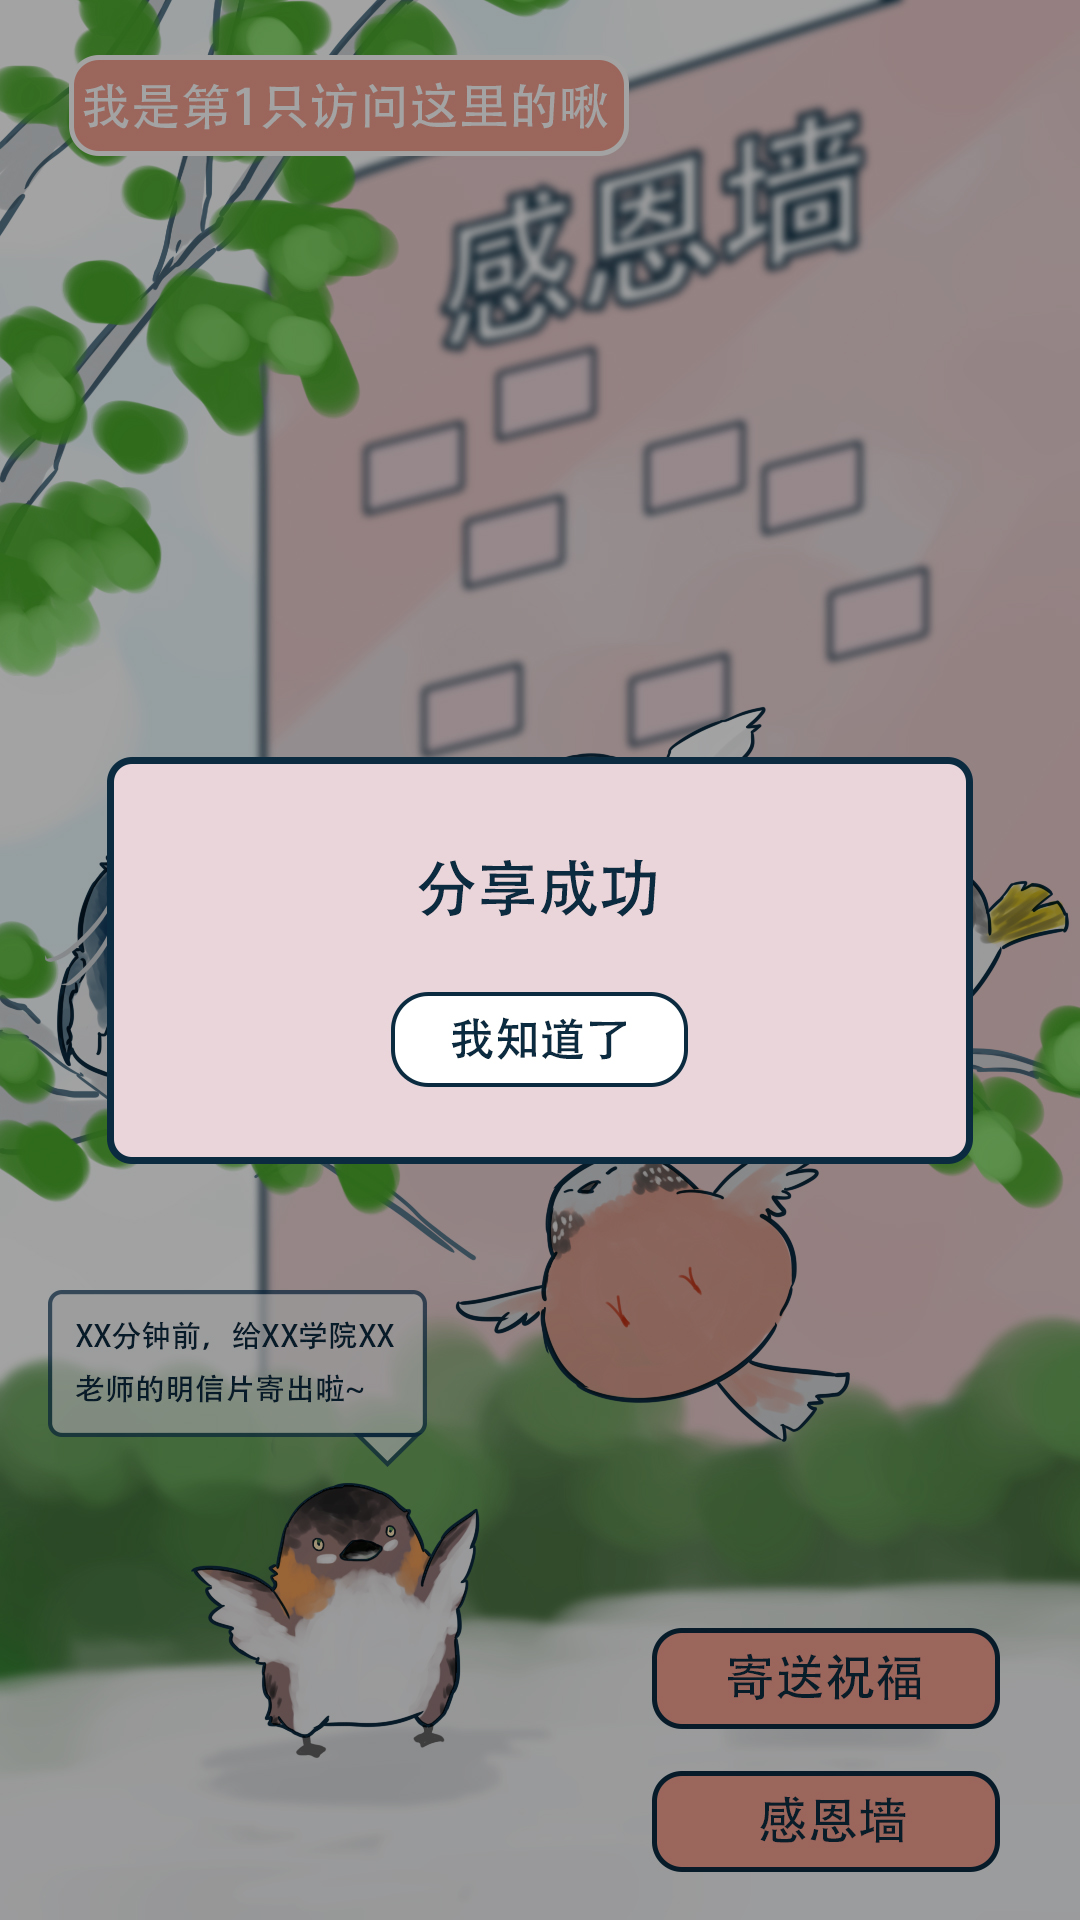 我是第1只访问这里的啾
感恩墙
分享成功
我知道了
XX分钟前，给XX学院XX
老师的明信片寄出啦~
寄送祝福
感恩墙